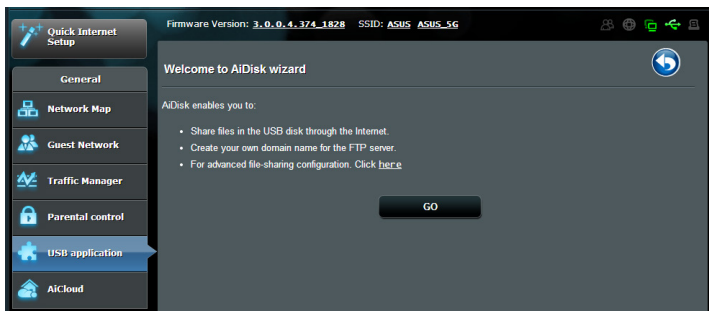 Quick Internet
Setup
Firmware Version: 3.0.0.4.374_1828 SSID: ASUS ASUS_5G
General
Network Map
Guest Network
Traffic Manager
Parental control
USB application
AiCloud
Welcome to AiDisk wizard
AiDisk enables you to:
• Share files in the USB disk through the Internet.
• Create your own domain name for the FTP server.
• For advanced file-sharing configuration. Click here
GO